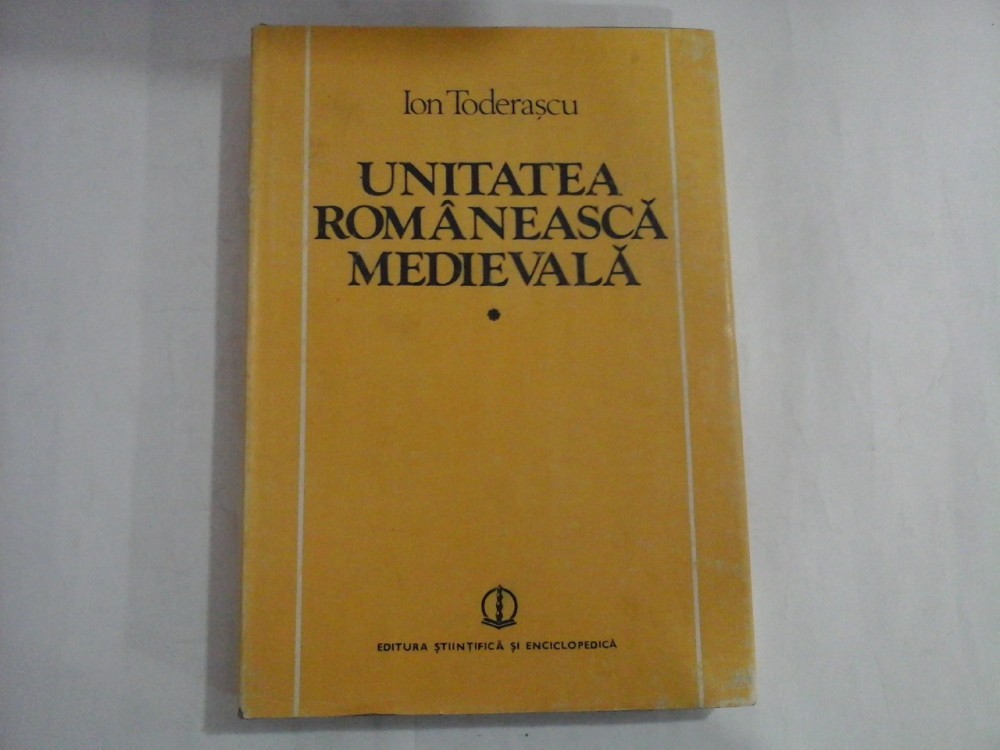 Ion Toderașcu
UNITATEA
ROMÂNEASCĂ
MEDIEVALĂ
*
EDITURA ȘTIINȚIFICĂ ȘI ENCICLOPEDICĂ